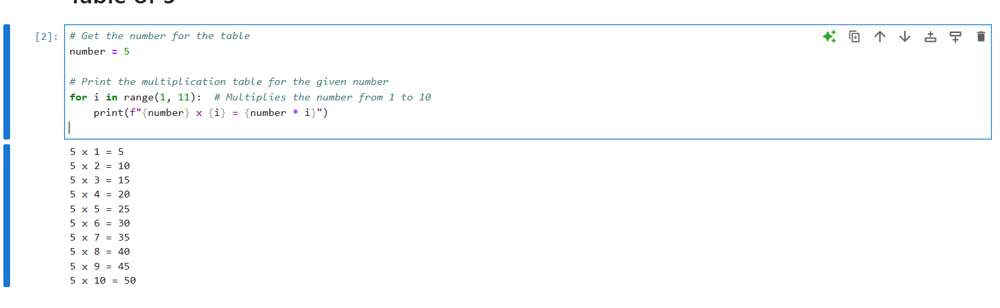 Table of 5
[2]:
# Get the number for the table
number = 5

# Print the multiplication table for the given number
for i in range(1, 11):  # Multiplies the number from 1 to 10
    print(f"{number} x {i} = {number * i}")
5 x 1 = 5
5 x 2 = 10
5 x 3 = 15
5 x 4 = 20
5 x 5 = 25
5 x 6 = 30
5 x 7 = 35
5 x 8 = 40
5 x 9 = 45
5 x 10 = 50